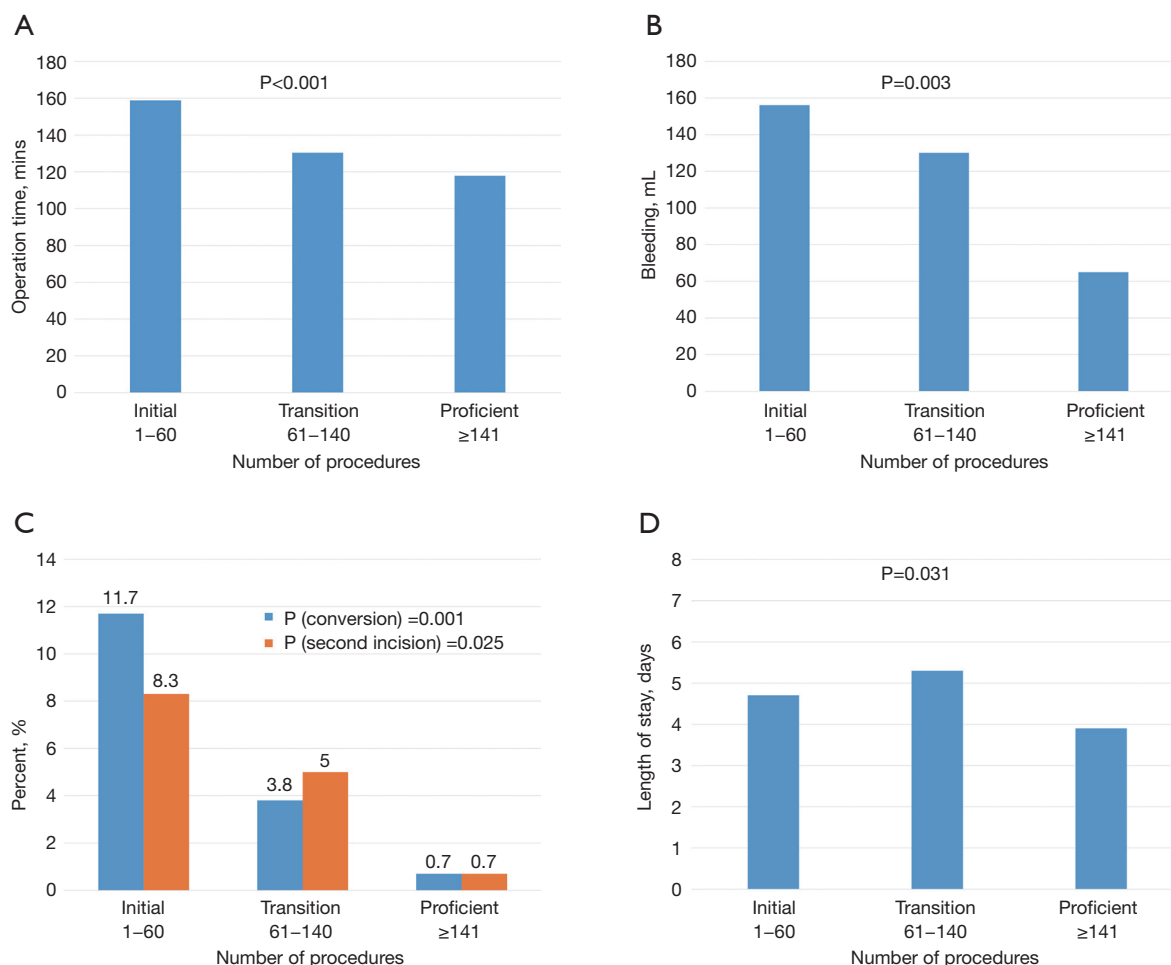 A
180
160
140
120
100
80
60
40
20
0
Operation time, mins
P<0.001
Initial
1–60
Transition
61–140
Proficient
≥141
Number of procedures
B
180
160
140
120
100
80
60
40
20
0
Bleeding, mL
P=0.003
Initial
1–60
Transition
61–140
Proficient
≥141
Number of procedures
C
14
12
10
8
6
4
2
0
Percent, %
11.7
8.3
3.8
5
0.7
0.7
P (conversion) =0.001
P (second incision) =0.025
Initial
1–60
Transition
61–140
Proficient
≥141
Number of procedures
D
8
7
6
5
4
3
2
1
0
Length of stay, days
P=0.031
Initial
1–60
Transition
61–140
Proficient
≥141
Number of procedures